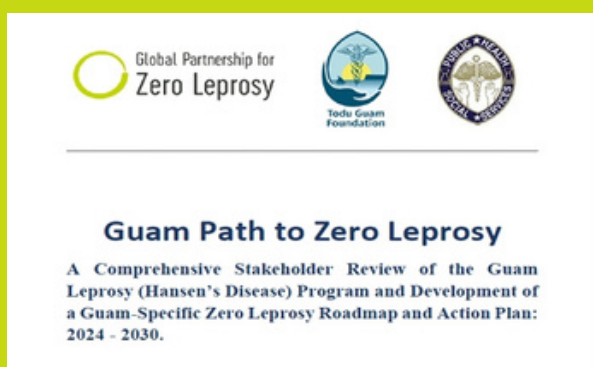 Global Partnership for
Zero Leprosy
Todu Guam
Foundation
PUBLIC HEALTH
SOCIAL SERVICES
Guam Path to Zero Leprosy
A Comprehensive Stakeholder Review of the Guam
Leprosy (Hansen's Disease) Program and Development of
a Guam-Specific Zero Leprosy Roadmap and Action Plan:
2024 - 2030.